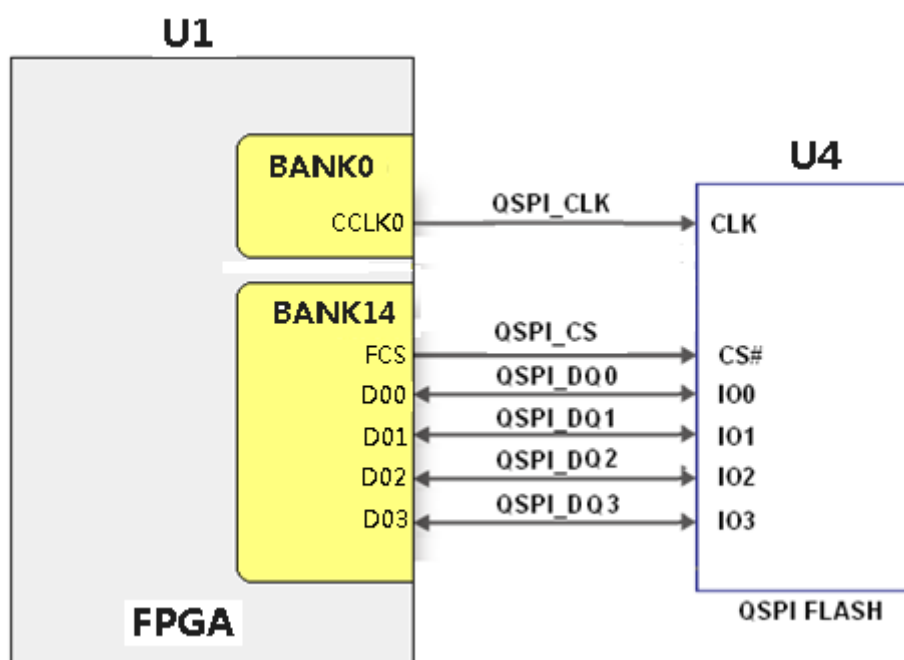 U1
U4
BANK0
CCLK0
QSPI_CLK
CLK
BANK14
FCS
QSPI_CS
CS#
D00
QSPI_DQ0
IO0
D01
QSPI_DQ1
IO1
D02
QSPI_DQ2
IO2
D03
QSPI_DQ3
IO3
FPGA
QSPI FLASH